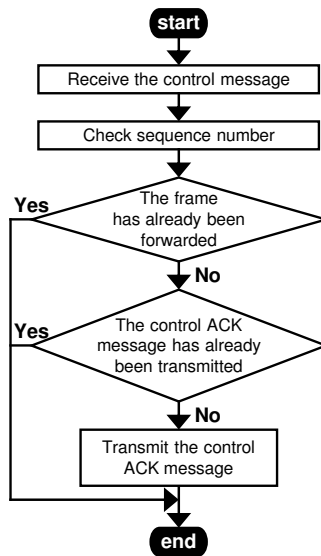 start
Receive the control message
Check sequence number
The frame
has already been
forwarded
Yes
No
The control ACK
message has already
been transmitted
Yes
No
Transmit the control
ACK message
end